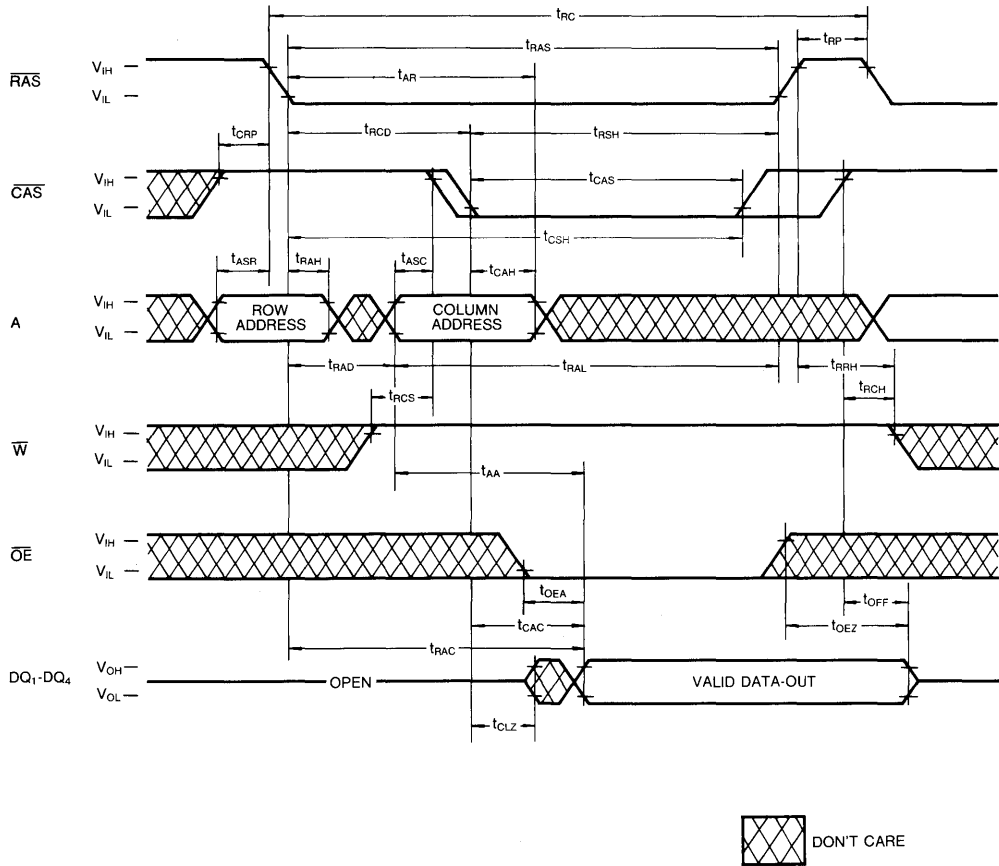 tRC
tRAS
tRP
tAR
RAS
VIH
VIL
tCRP
tRCD
tRSH
CAS
VIH
VIL
tCAS
tCSH
tASR
tRAH
tASC
tCAH
A
VIH
VIL
ROW
ADDRESS
COLUMN
ADDRESS
tRAD
tRAL
tRRH
tRCS
tRCH
W
VIH
VIL
tAA
OE
VIH
VIL
tOEA
tOFF
tCAC
tOEZ
tRAC
DQ1-DQ4
VOH
VOL
OPEN
VALID DATA-OUT
tCLZ
DON'T CARE